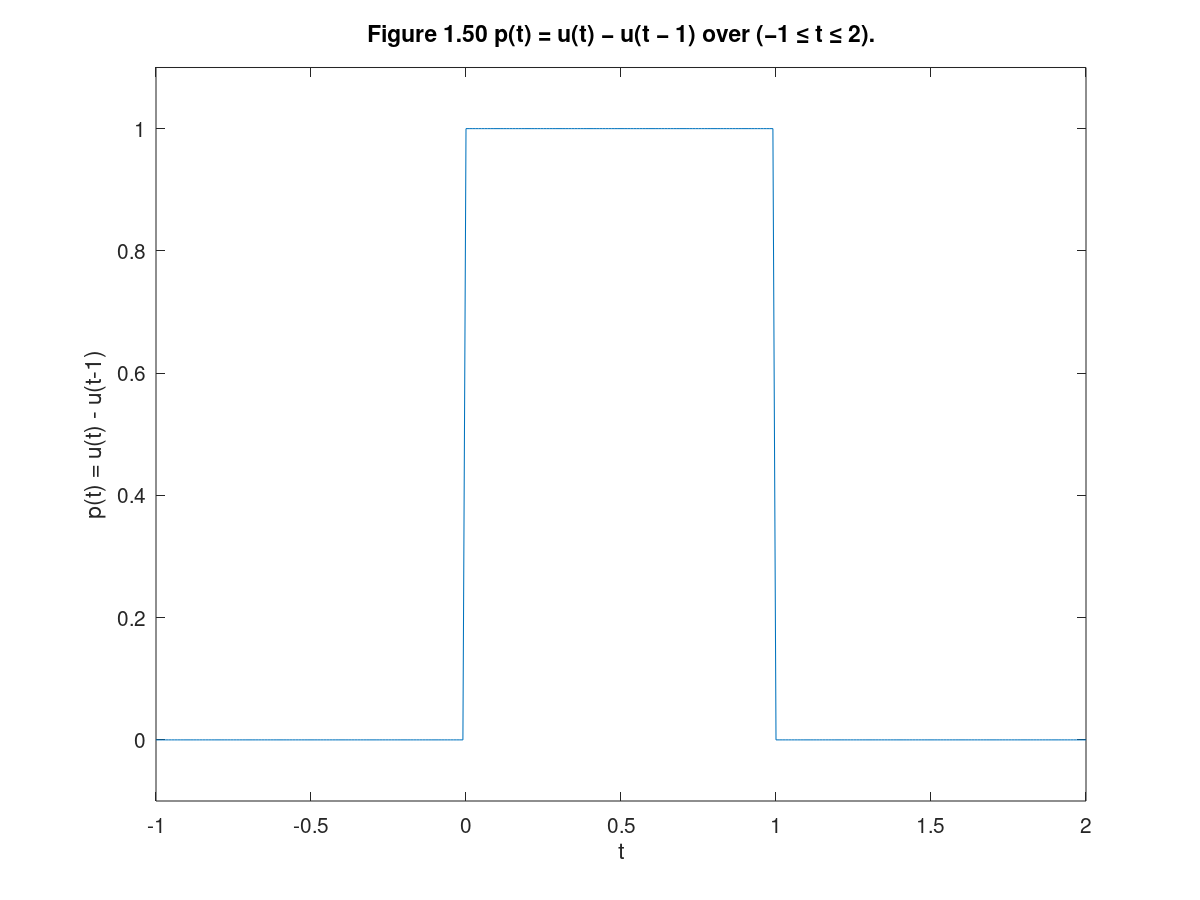 Figure 1.50 p(t) = u(t) − u(t − 1) over (−1 ≤ t ≤ 2).
1
0.8
0.6
0.4
0.2
0
p(t) = u(t) - u(t-1)
-1 -0.5 0 0.5 1 1.5 2
t